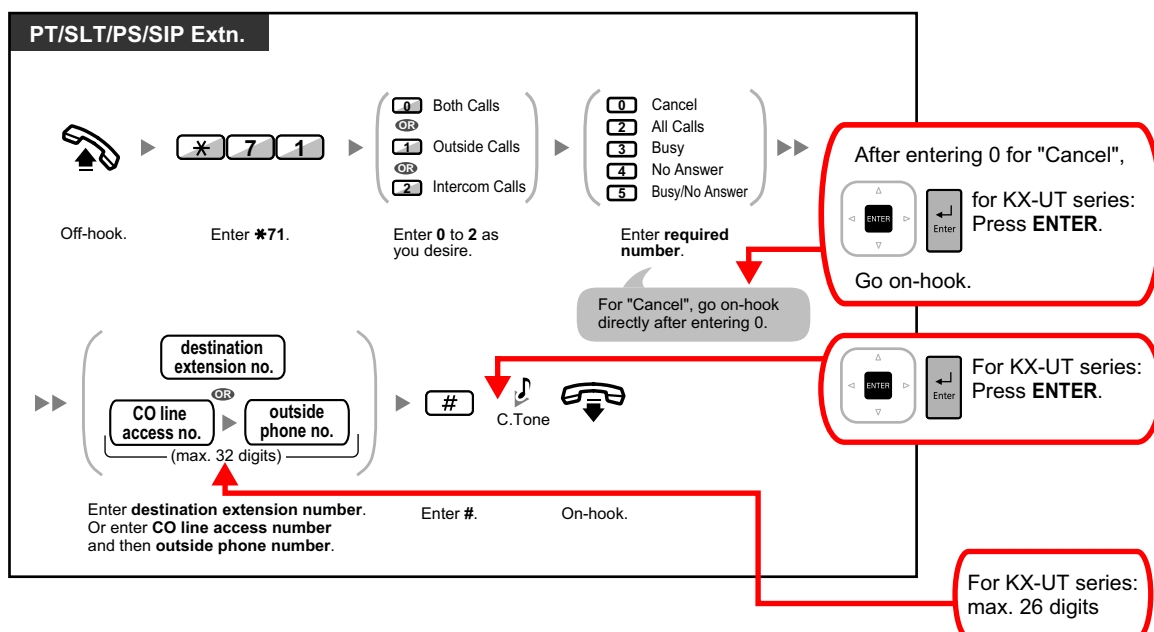 PT/SLT/PS/SIP Extn.
Off-hook.
✻ 7 1
Enter ✻71.
0 Both Calls
OR
1 Outside Calls
OR
2 Intercom Calls
Enter 0 to 2 as
you desire.
0 Cancel
2 All Calls
3 Busy
4 No Answer
5 Busy/No Answer
Enter required
number.
For "Cancel", go on-hook
directly after entering 0.
After entering 0 for "Cancel",
ENTER
Enter
for KX-UT series:
Press ENTER.
Go on-hook.
destination
extension no.
OR
CO line
access no.
outside
phone no.
(max. 32 digits)
Enter destination extension number.
Or enter CO line access number
and then outside phone number.
#
Enter #.
C.Tone
On-hook.
ENTER
Enter
For KX-UT series:
Press ENTER.
For KX-UT series:
max. 26 digits